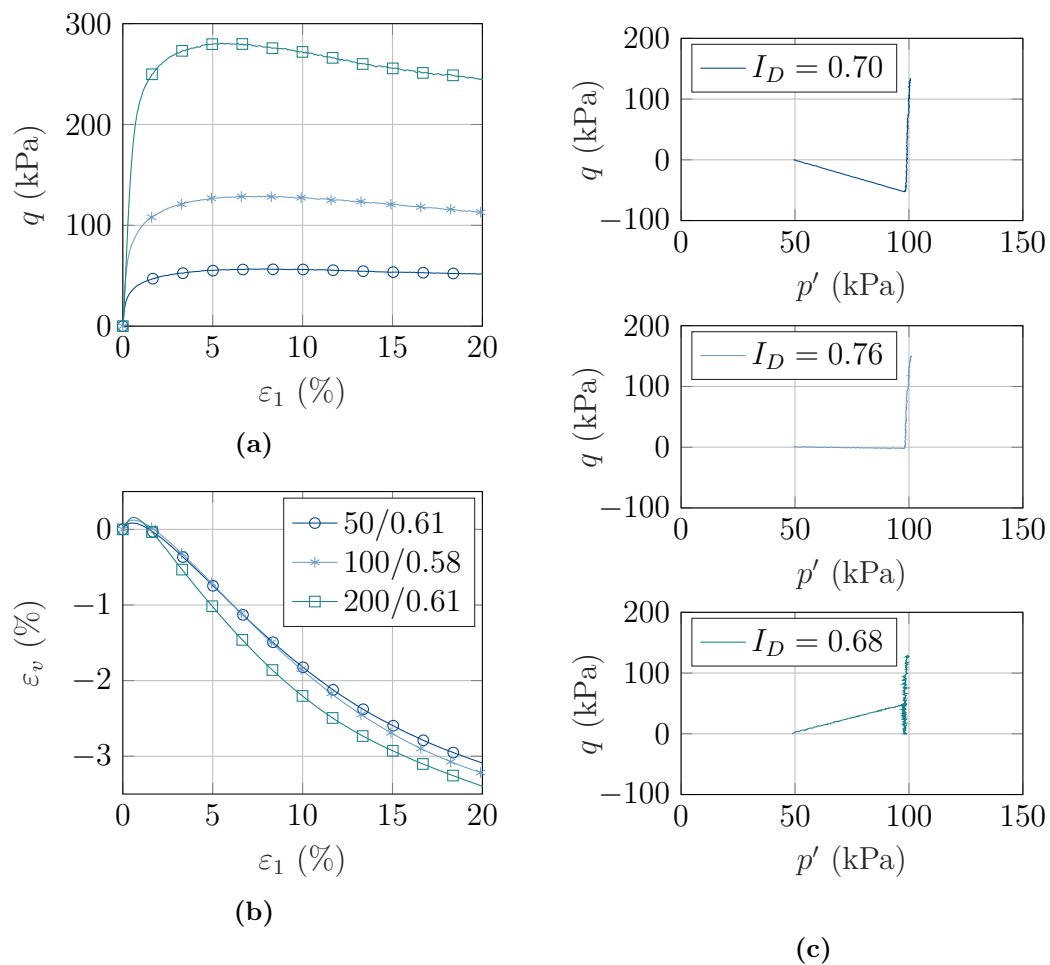 300
200
100
0
q (kPa)
0 5 10 15 20
ε₁ (%)
(a)
0
−1
−2
−3
εᵥ (%)
50/0.61
100/0.58
200/0.61
0 5 10 15 20
ε₁ (%)
(b)
200
100
0
−100
q (kPa)
I_D = 0.70
0 50 100 150
p′ (kPa)
200
100
0
−100
q (kPa)
I_D = 0.76
0 50 100 150
p′ (kPa)
200
100
0
−100
q (kPa)
I_D = 0.68
0 50 100 150
p′ (kPa)
(c)